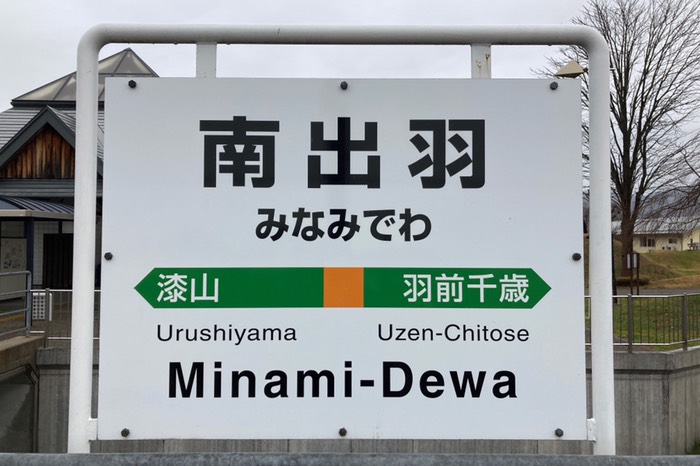 南出羽
みなみでわ
漆山 羽前千歳
Urushiyama Uzen-Chitose
Minami-Dewa